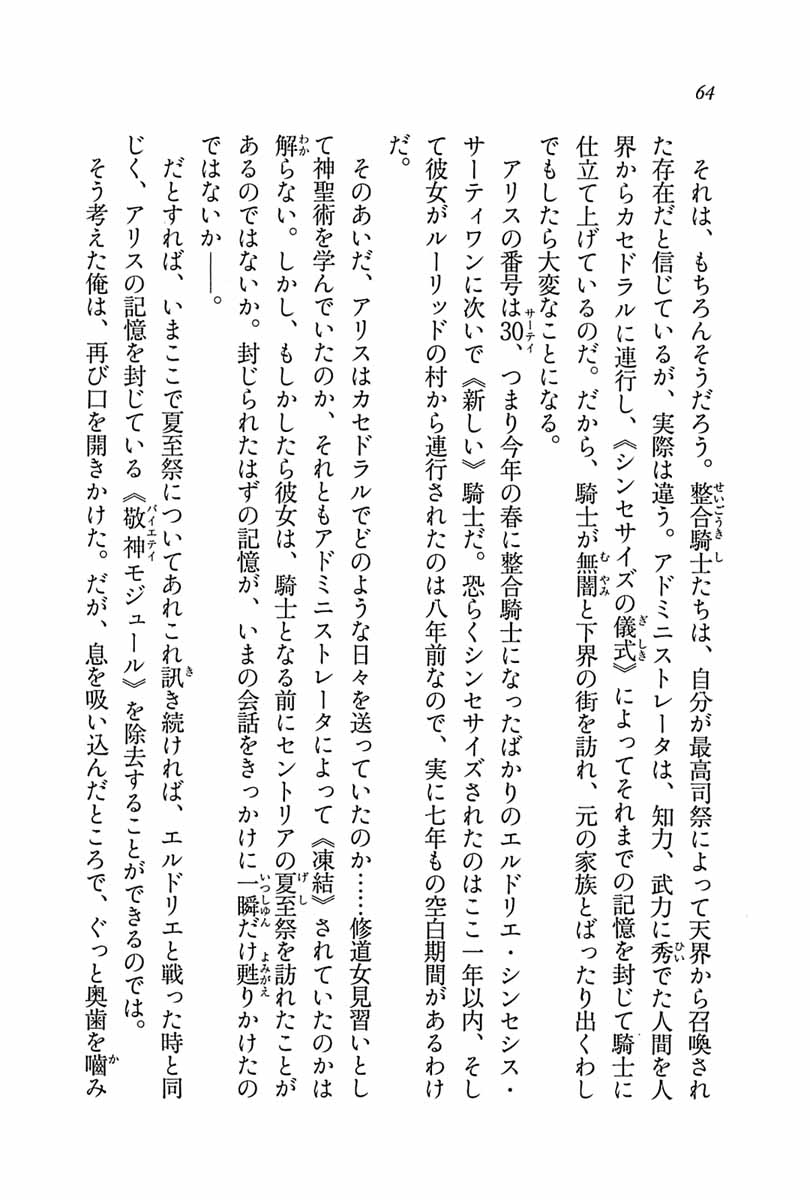 64
それは、もちろんそうだろう。整合騎士たちは、自分が最高司祭によって天界から召喚され
た存在だと信じているが、実際は違う。アドミニストレータは、知力、武力に秀でた人間を人
界からカセドラルに連行し、《シンセサイズの儀式》によってそれまでの記憶を封じて騎士に
仕立て上げているのだ。だから、騎士が無闇と下界の街を訪れ、元の家族とばったり出くわし
でもしたら大変なことになる。
アリスの番号は30、つまり今年の春に整合騎士になったばかりのエルドリエ・シンセシス・
サーティワンに次いで《新しい》騎士だ。恐らくシンセサイズされたのはここ一年以内、そし
て彼女がルーリッドの村から連行されたのは八年前なので、実に七年もの空白期間があるわけ
だ。
そのあいだ、アリスはカセドラルでどのような日々を送っていたのか……修道女見習いとし
て神聖術を学んでいたのか、それともアドミニストレータによって《凍結》されていたのかは
解らない。しかし、もしかしたら彼女は、騎士となる前にセントリアの夏至祭を訪れたことが
あるのではないか。封じられたはずの記憶が、いまの会話をきっかけに一瞬だけ甦りかけたの
ではないか――。
だとすれば、いまここで夏至祭についてあれこれ訊き続ければ、エルドリエと戦った時と同
じく、アリスの記憶を封じている《敬神モジュール》を除去することができるのでは。
そう考えた俺は、再び口を開きかけた。だが、息を吸い込んだところで、ぐっと奥歯を嚙み